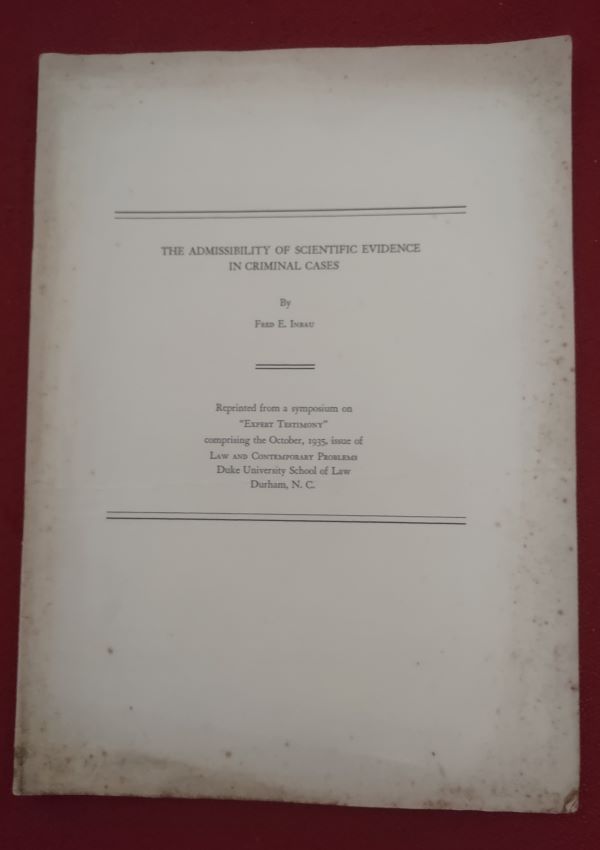 THE ADMISSIBILITY OF SCIENTIFIC EVIDENCE
IN CRIMINAL CASES
By
Fred E. Inbau
Reprinted from a symposium on
"Expert Testimony"
comprising the October, 1935, issue of
Law and Contemporary Problems
Duke University School of Law
Durham, N. C.